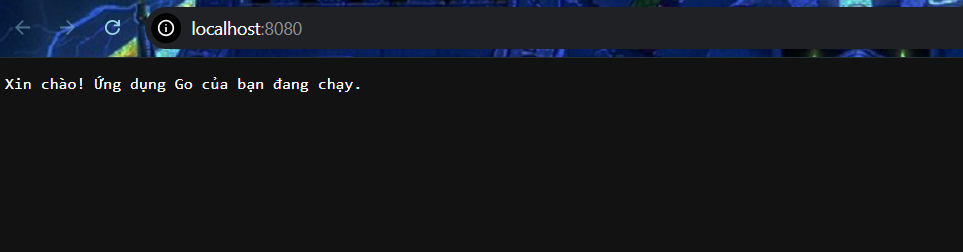 localhost:8080
Xin chào! Ứng dụng Go của bạn đang chạy.